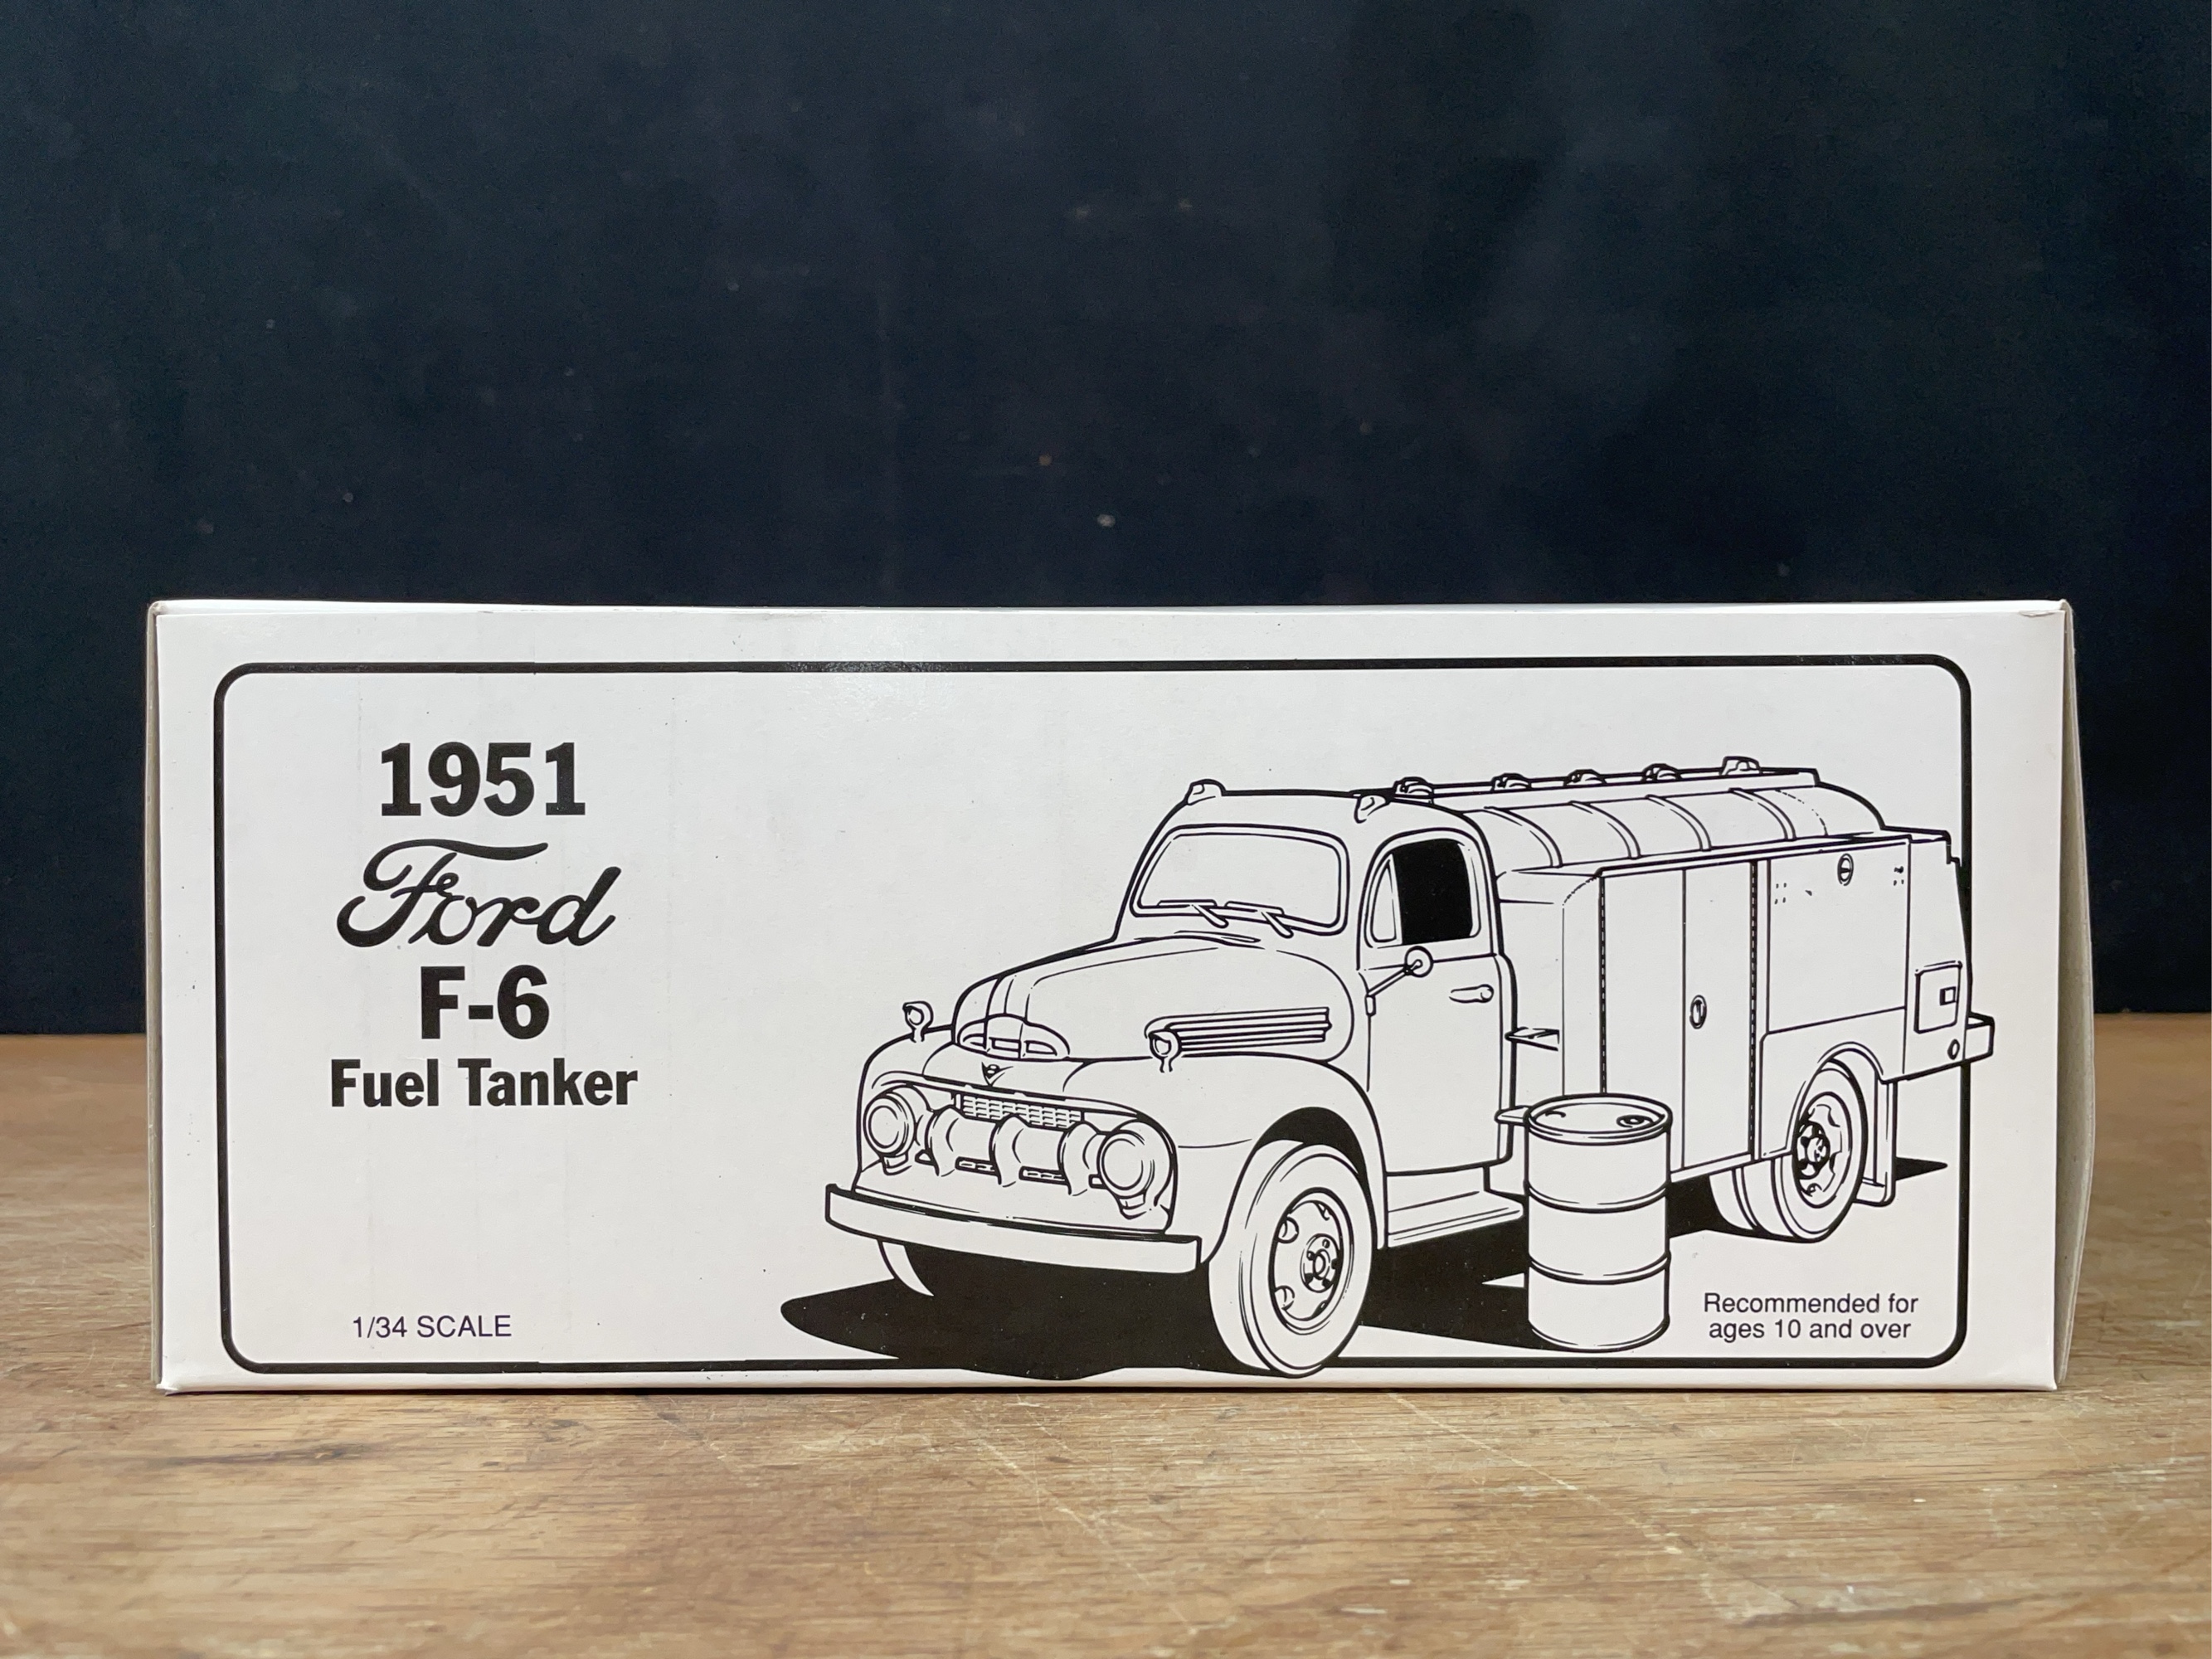 1951
Ford
F-6
Fuel Tanker
1/34 SCALE
Recommended for
ages 10 and over